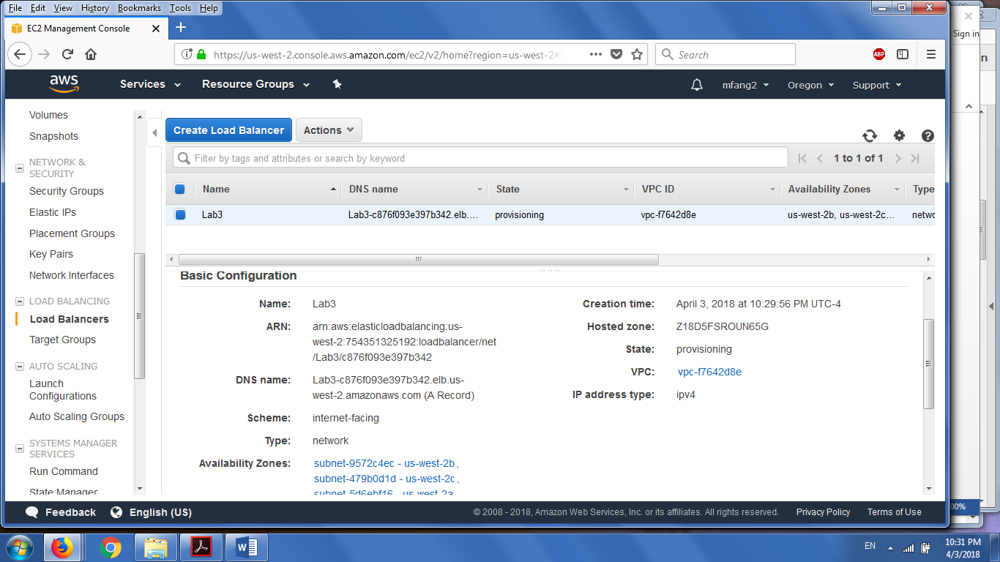 File Edit View History Bookmarks Tools Help
EC2 Management Console
https://us-west-2.console.aws.amazon.com/ec2/v2/home?region=us-west-2#
Search
ABP
Sign in
aws
Services
Resource Groups
mfang2
Oregon
Support
Volumes
Snapshots
NETWORK &
SECURITY
Security Groups
Elastic IPs
Placement Groups
Key Pairs
Network Interfaces
LOAD BALANCING
Load Balancers
Target Groups
AUTO SCALING
Launch
Configurations
Auto Scaling Groups
SYSTEMS MANAGER
SERVICES
Run Command
State Manager
Create Load Balancer
Actions
Filter by tags and attributes or search by keyword
1 to 1 of 1
Name DNS name State VPC ID Availability Zones Type
Lab3 Lab3-c876f093e397b342.elb.... provisioning vpc-f7642d8e us-west-2b, us-west-2c... netwo
Basic Configuration
Name: Lab3
ARN: arn:aws:elasticloadbalancing:us-
west-2:754351325192:loadbalancer/net
/Lab3/c876f093e397b342
DNS name: Lab3-c876f093e397b342.elb.us-
west-2.amazonaws.com (A Record)
Scheme: internet-facing
Type: network
Availability Zones: subnet-9572c4ec - us-west-2b,
subnet-479b0d1d - us-west-2c,
subnet-5d6ebf16 - us-west-2a
Creation time: April 3, 2018 at 10:29:56 PM UTC-4
Hosted zone: Z18D5FSROUN65G
State: provisioning
VPC: vpc-f7642d8e
IP address type: ipv4
Feedback
English (US)
© 2008 - 2018, Amazon Web Services, Inc. or its affiliates. All rights reserved.
Privacy Policy
Terms of Use
00%
EN
10:31 PM
4/3/2018